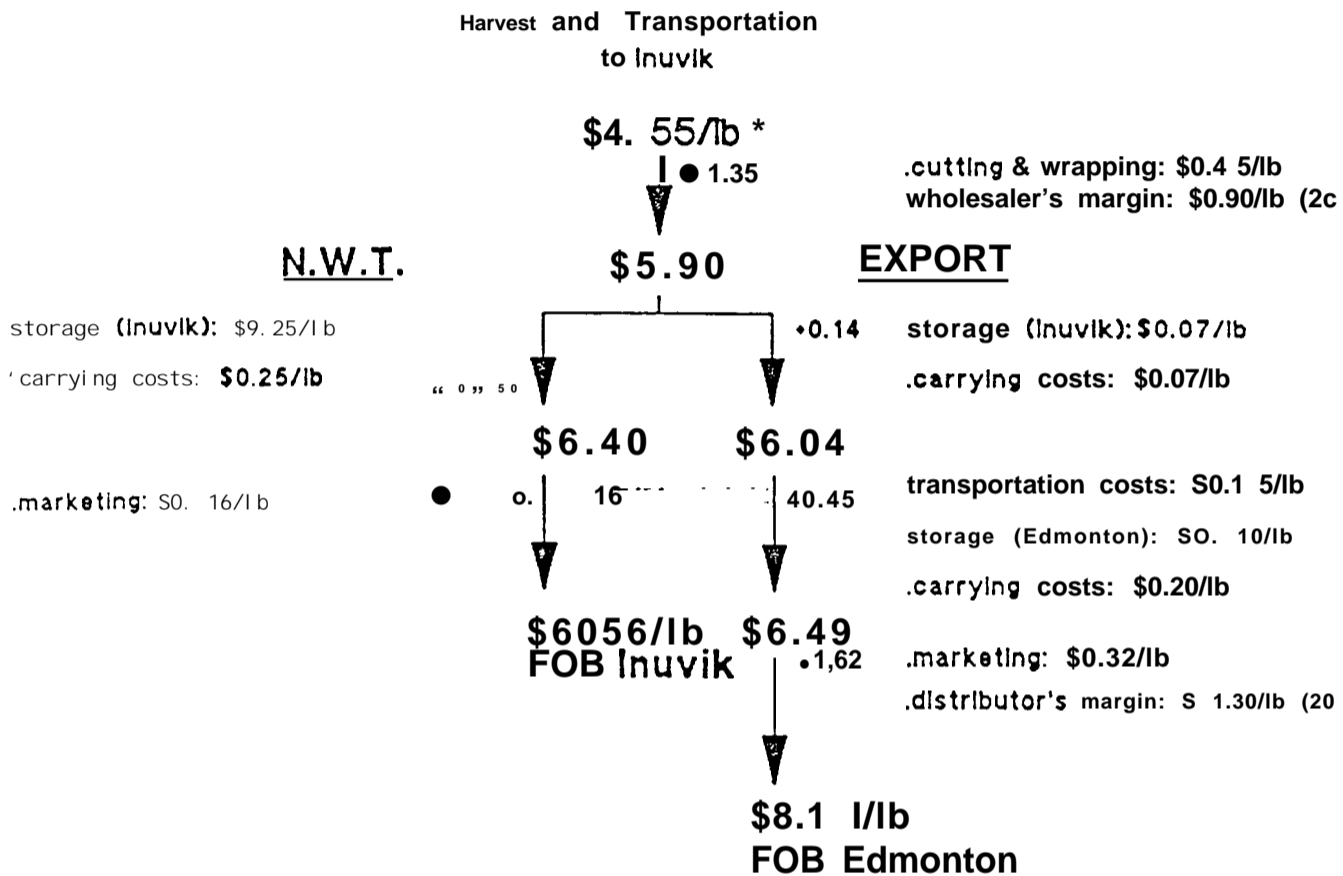 Harvest and Transportation
to Inuvik
$4. 55/lb *
● 1.35
.cutting & wrapping: $0.4 5/lb
wholesaler's margin: $0.90/lb (2c
N.W.T.
$5.90
EXPORT
storage (Inuvik): $9. 25/l b
•0.14
storage (Inuvik): $0.07/lb
'carrying costs: $0.25/lb
“ 0 ” 50
.carrying costs: $0.07/lb
$6.40
$6.04
.marketing: S0. 16/l b
● o. 16
40.45
transportation costs: S0.1 5/lb
storage (Edmonton): SO. 10/lb
.carrying costs: $0.20/lb
$6056/lb
FOB Inuvik
$6.49
•1,62
.marketing: $0.32/lb
.distributor's margin: S 1.30/lb (20
$8.1 l/lb
FOB Edmonton